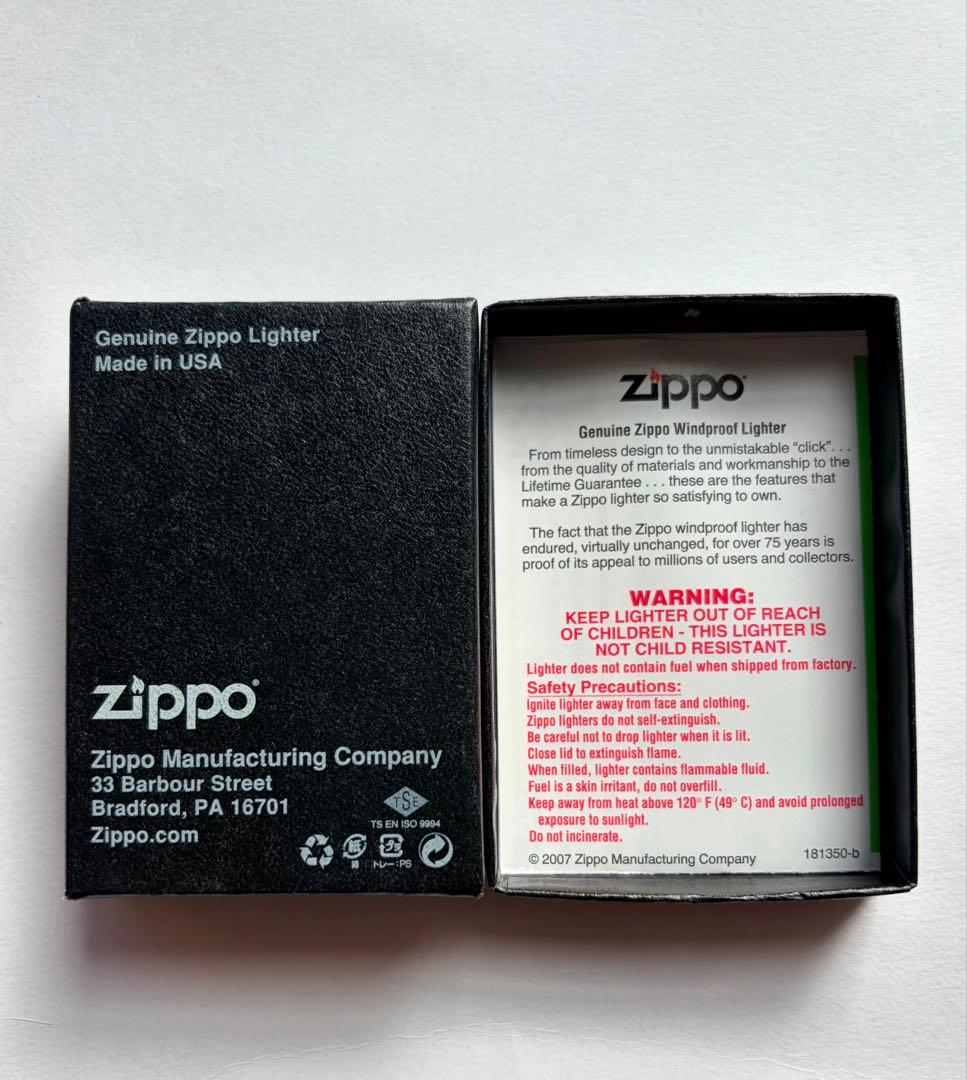 Genuine Zippo Lighter
Made in USA
zippo
Zippo Manufacturing Company
33 Barbour Street
Bradford, PA 16701
Zippo.com
TSE
TS EN ISO 9994
紙
箱
プラ
トレー:PS
zippo
Genuine Zippo Windproof Lighter
From timeless design to the unmistakable “click”. . .
from the quality of materials and workmanship to the
Lifetime Guarantee . . . these are the features that
make a Zippo lighter so satisfying to own.
The fact that the Zippo windproof lighter has
endured, virtually unchanged, for over 75 years is
proof of its appeal to millions of users and collectors.
WARNING:
KEEP LIGHTER OUT OF REACH
OF CHILDREN - THIS LIGHTER IS
NOT CHILD RESISTANT.
Lighter does not contain fuel when shipped from factory.
Safety Precautions:
Ignite lighter away from face and clothing.
Zippo lighters do not self-extinguish.
Be careful not to drop lighter when it is lit.
Close lid to extinguish flame.
When filled, lighter contains flammable fluid.
Fuel is a skin irritant, do not overfill.
Keep away from heat above 120° F (49° C) and avoid prolonged
exposure to sunlight.
Do not incinerate.
© 2007 Zippo Manufacturing Company 181350-b